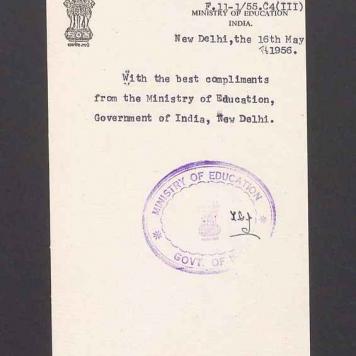 F.11-1/55.C4(III)
MINISTRY OF EDUCATION
INDIA.
New Delhi, the 16th May
1956.
With the best compliments
from the Ministry of Education,
Government of India, New Delhi.
MINISTRY OF EDUCATION
GOVT. OF